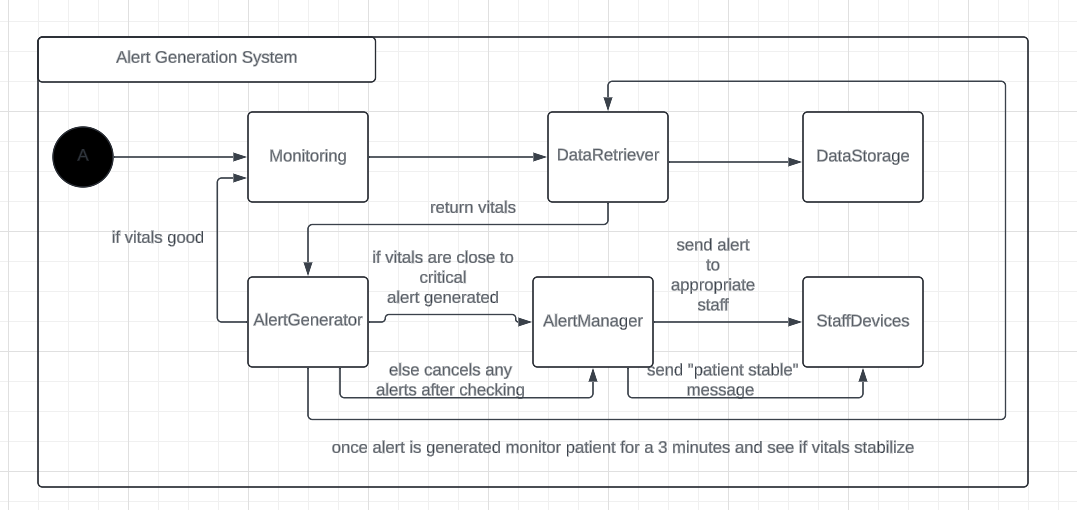 Alert Generation System
A
Monitoring
DataRetriever
DataStorage
return vitals
if vitals good
if vitals are close to
critical
alert generated
send alert
to
appropriate
staff
AlertGenerator
AlertManager
StaffDevices
else cancels any
alerts after checking
send "patient stable"
message
once alert is generated monitor patient for a 3 minutes and see if vitals stabilize